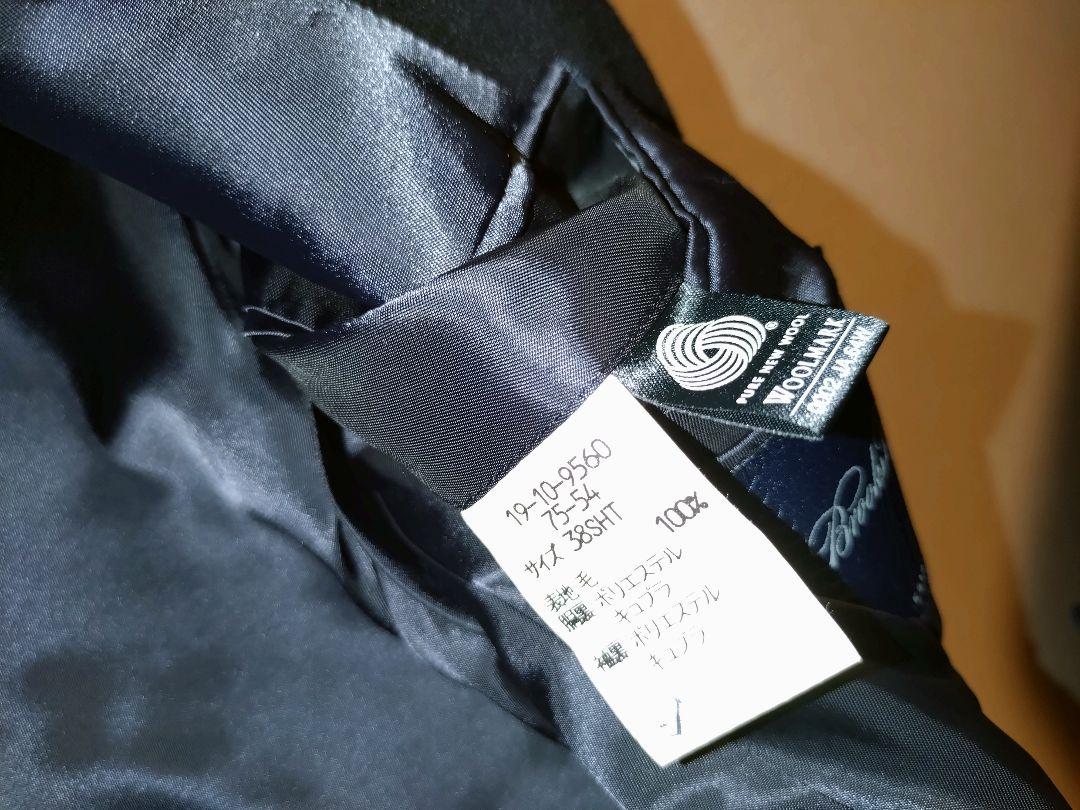 PURE NEW WOOL
WOOLMARK
®
19-10-9560
75-54
サイズ 38SHT
表地 毛 100%
胴裏 ポリエステル
キュプラ
袖裏 ポリエステル
キュプラ